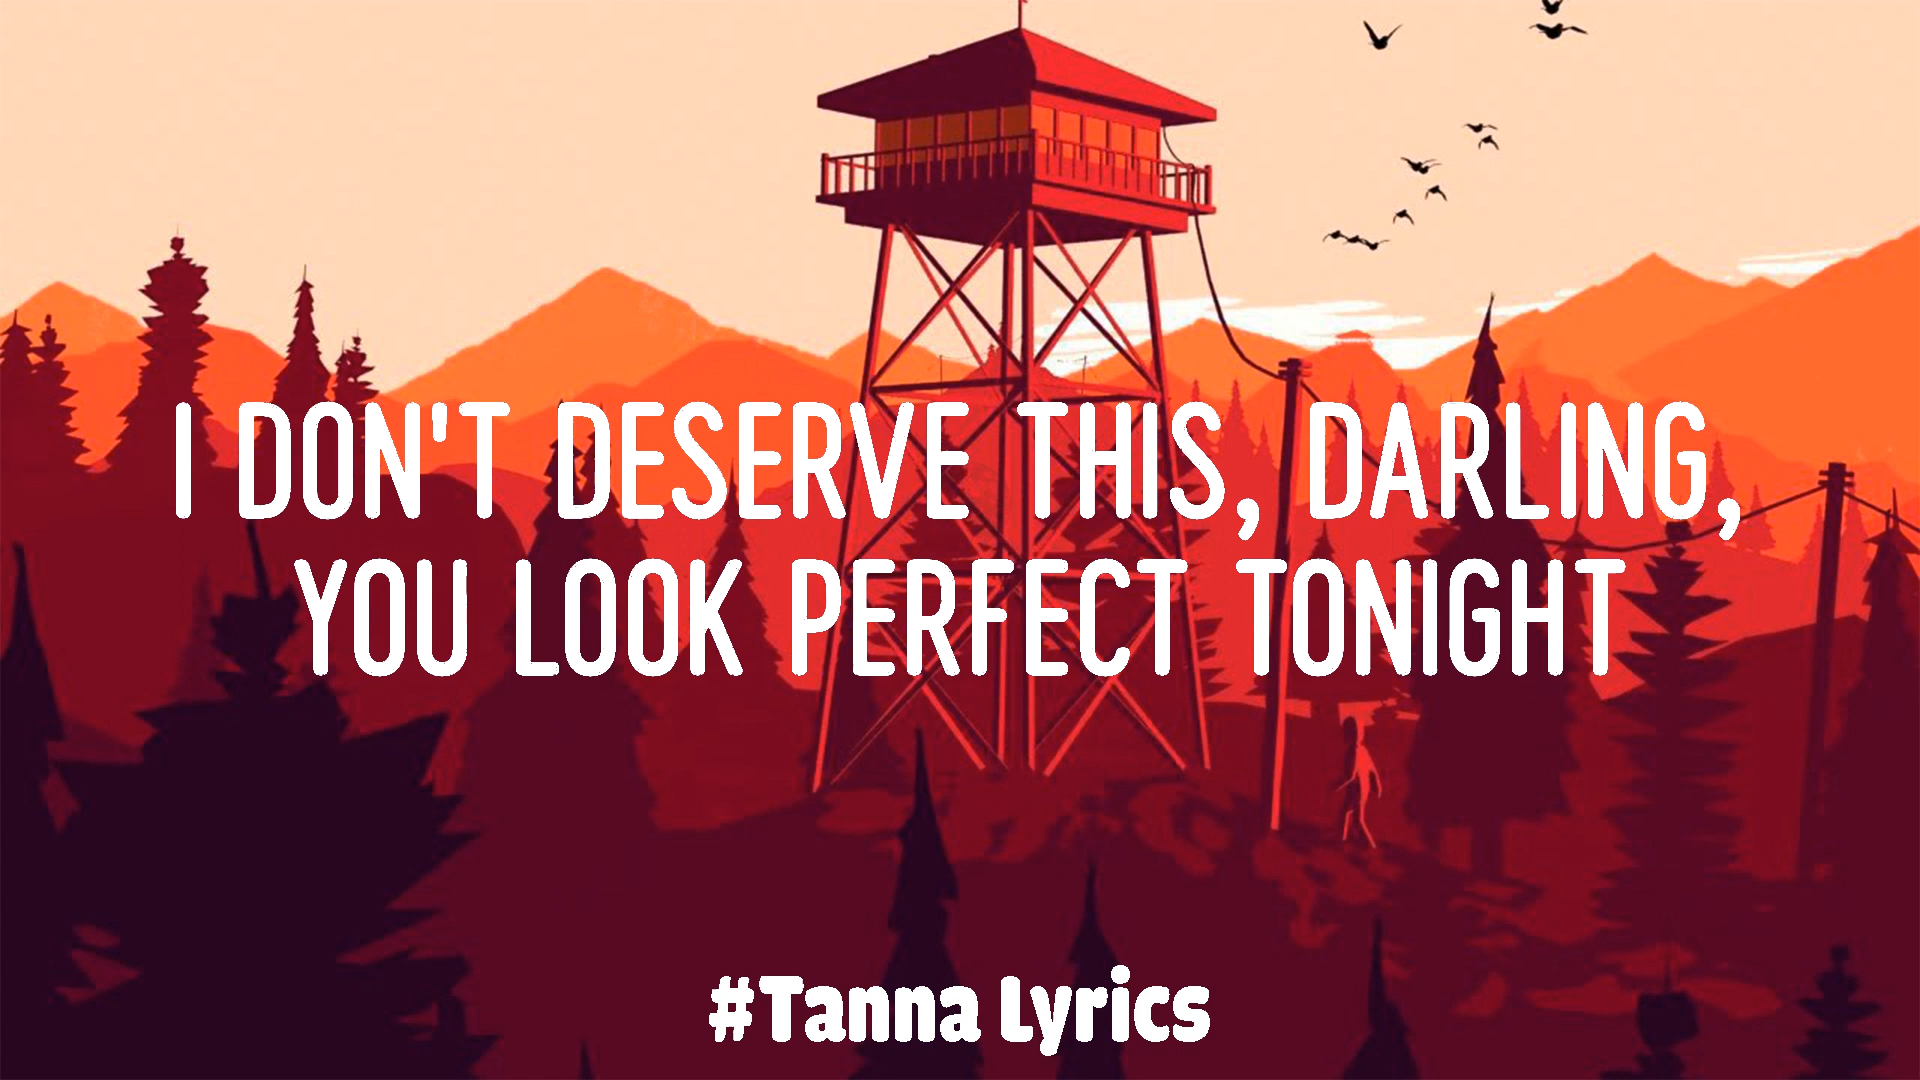 I DON'T DESERVE THIS, DARLING,
YOU LOOK PERFECT TONIGHT
#Tanna Lyrics